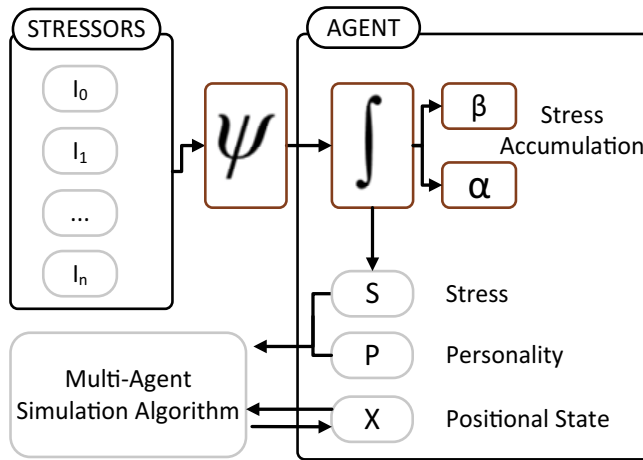 STRESSORS
I0
I1
...
In
ψ
AGENT
∫
β
α
Stress
Accumulation
S
Stress
P
Personality
X
Positional State
Multi-Agent
Simulation Algorithm